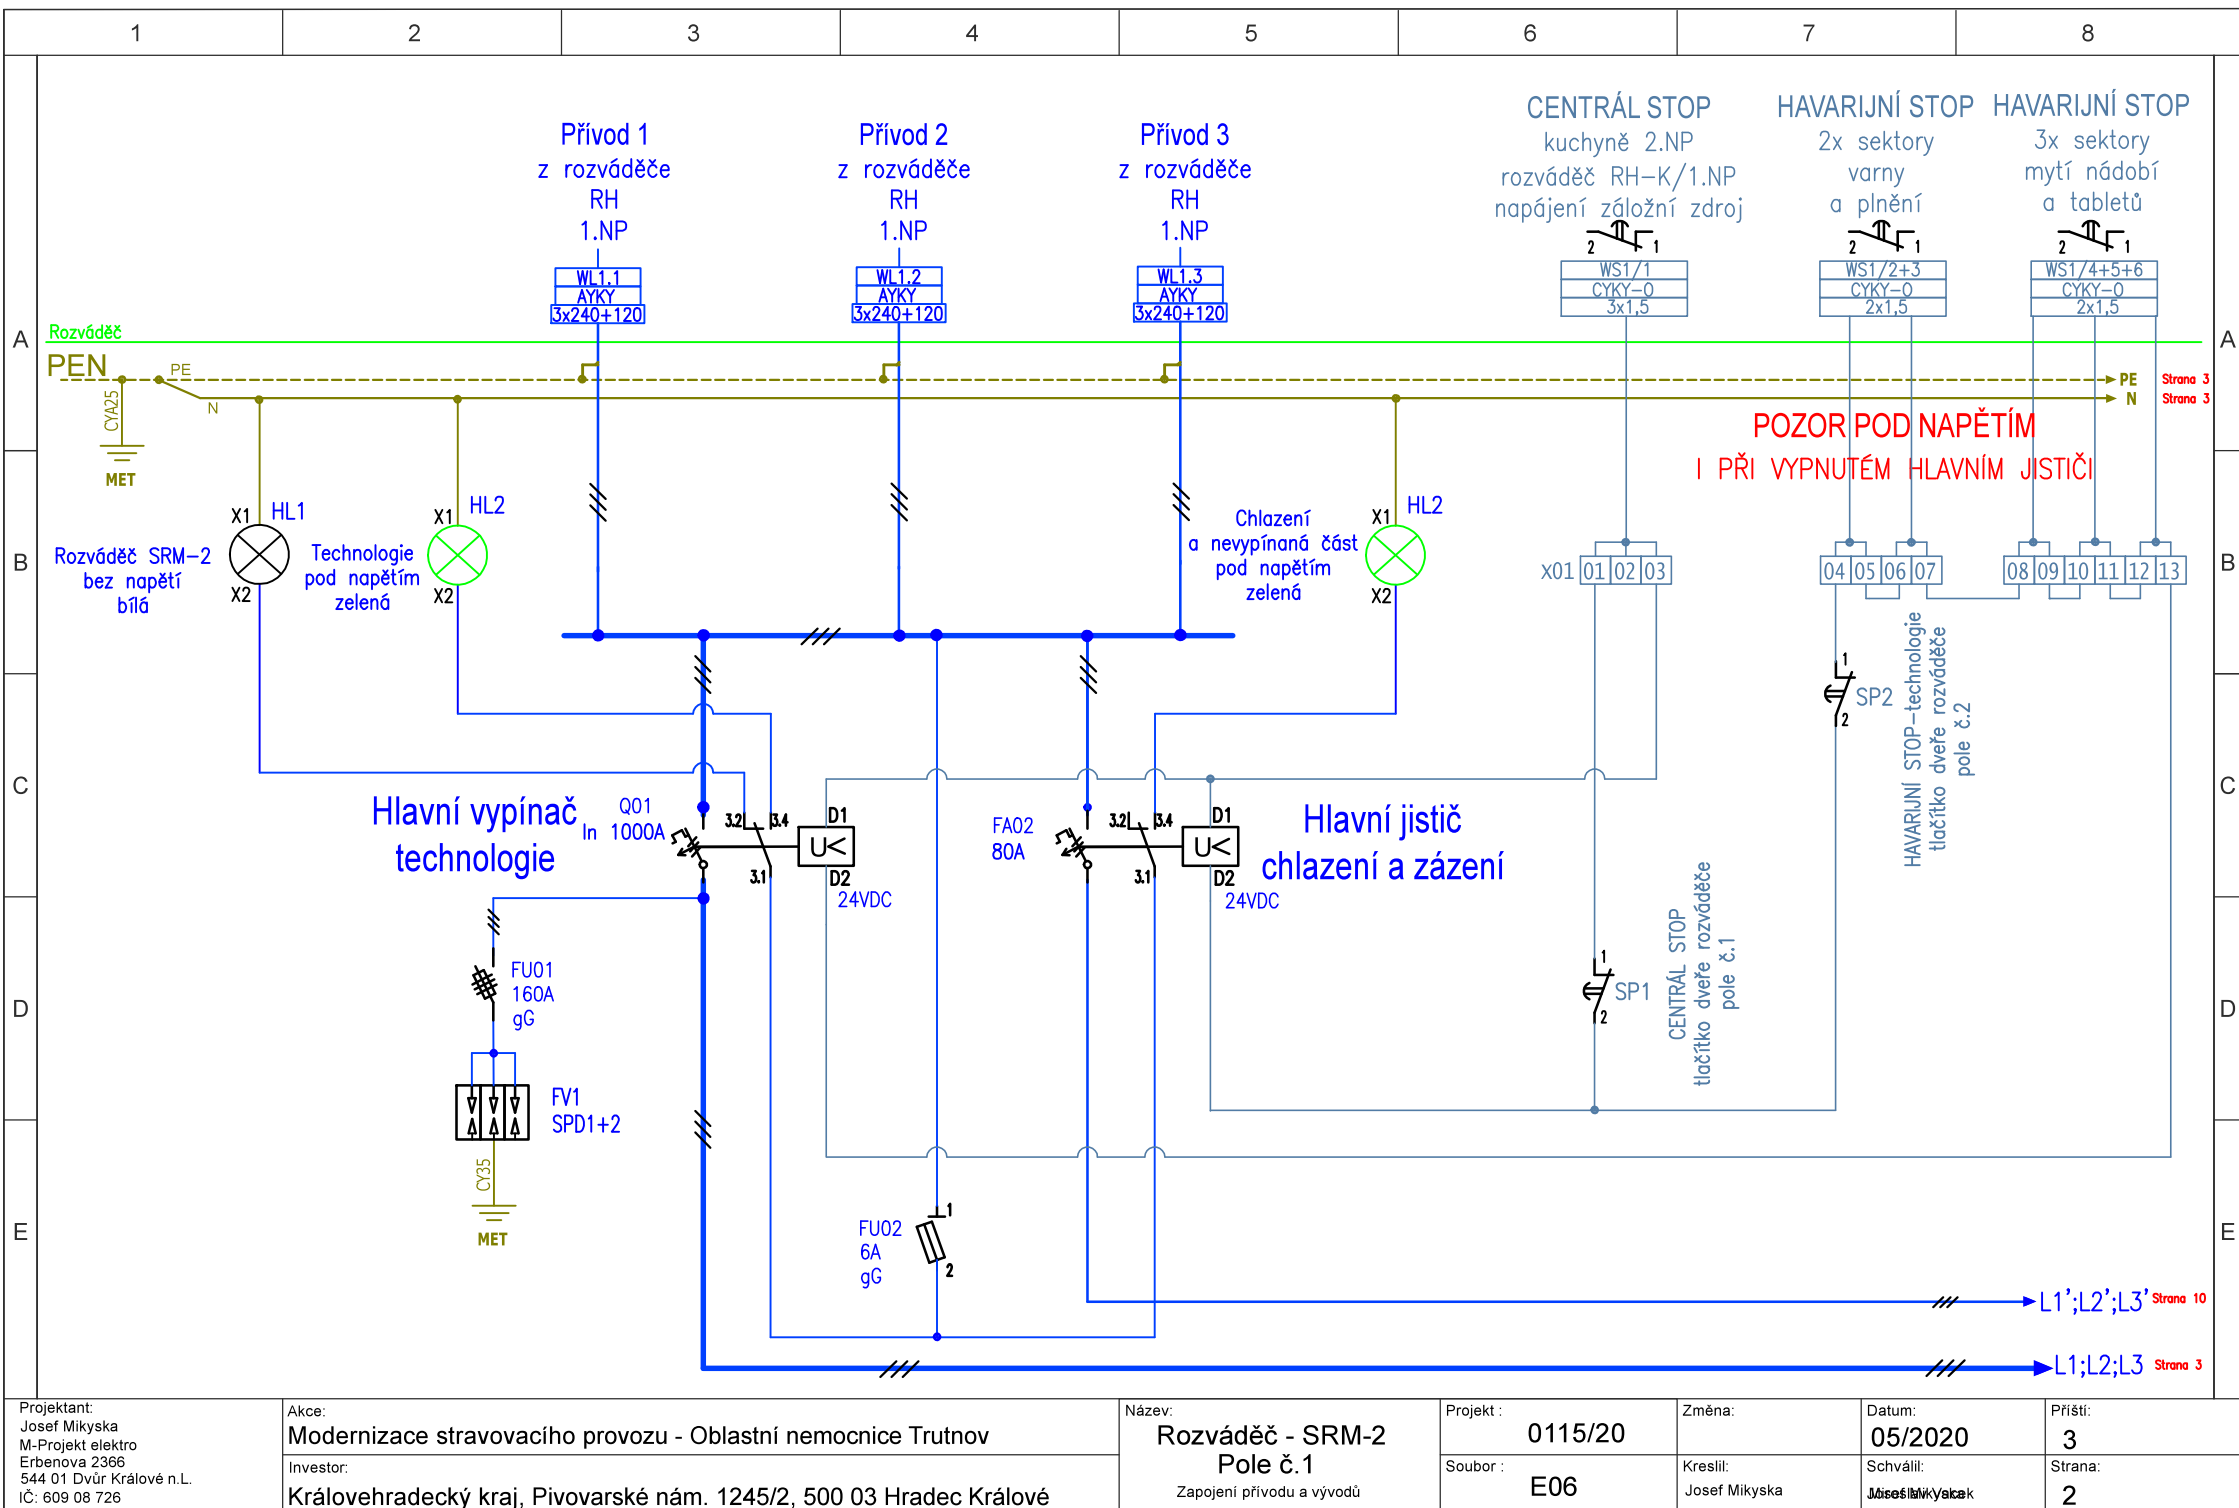 1 2 3 4 5 6 7 8
Přívod 1
z rozváděče
RH
1.NP
WL1.1
AYKY
3x240+120
Přívod 2
z rozváděče
RH
1.NP
WL1.2
AYKY
3x240+120
Přívod 3
z rozváděče
RH
1.NP
WL1.3
AYKY
3x240+120
CENTRÁL STOP
kuchyně 2.NP
rozváděč RH-K/1.NP
napájení záložní zdroj
2 1
WS1/1
CYKY-O
3x1,5
HAVARIJNÍ STOP
2x sektory
varny
a plnění
2 1
WS1/2+3
CYKY-O
2x1,5
HAVARIJNÍ STOP
3x sektory
mytí nádobí
a tabletů
2 1
WS1/4+5+6
CYKY-O
2x1,5
A A
Rozváděč
PEN
PE
N
CYA25
MET
PE Strana 3
N Strana 3
POZOR POD NAPĚTÍM
I PŘI VYPNUTÉM HLAVNÍM JISTIČI
B B
X1 HL1
Rozváděč SRM-2
bez napětí
bílá
X2
X1 HL2
Technologie
pod napětím
zelená
X2
X1 HL2
Chlazení
a nevypínaná část
pod napětím
zelená
X2
X01 01 02 03
04 05 06 07
08 09 10 11 12 13
C C
1
SP2
2
HAVARIJNÍ STOP-technologie
tlačítko dveře rozváděče
pole č.2
Hlavní vypínač
technologie
Q01
In 1000A
3.2 3.4
3.1
D1
U<
D2
24VDC
FA02
80A
3.2 3.4
3.1
D1
U<
D2
24VDC
Hlavní jistič
chlazení a zázení
D D
FU01
160A
gG
FV1
SPD1+2
CY35
MET
1
SP1
2
CENTRÁL STOP
tlačítko dveře rozváděče
pole č.1
E E
FU02
6A
gG
1
2
L1';L2';L3' Strana 10
L1;L2;L3 Strana 3
Projektant:
Josef Mikyska
M-Projekt elektro
Erbenova 2366
544 01 Dvůr Králové n.L.
IČ: 609 08 726
Akce:
Modernizace stravovacího provozu - Oblastní nemocnice Trutnov
Investor:
Královehradecký kraj, Pivovarské nám. 1245/2, 500 03 Hradec Králové
Název:
Rozváděč - SRM-2
Pole č.1
Zapojení přívodu a vývodů
Projekt :
0115/20
Soubor :
E06
Změna:
Kreslil:
Josef Mikyska
Datum:
05/2020
Schválil:
Příští:
3
Strana:
2